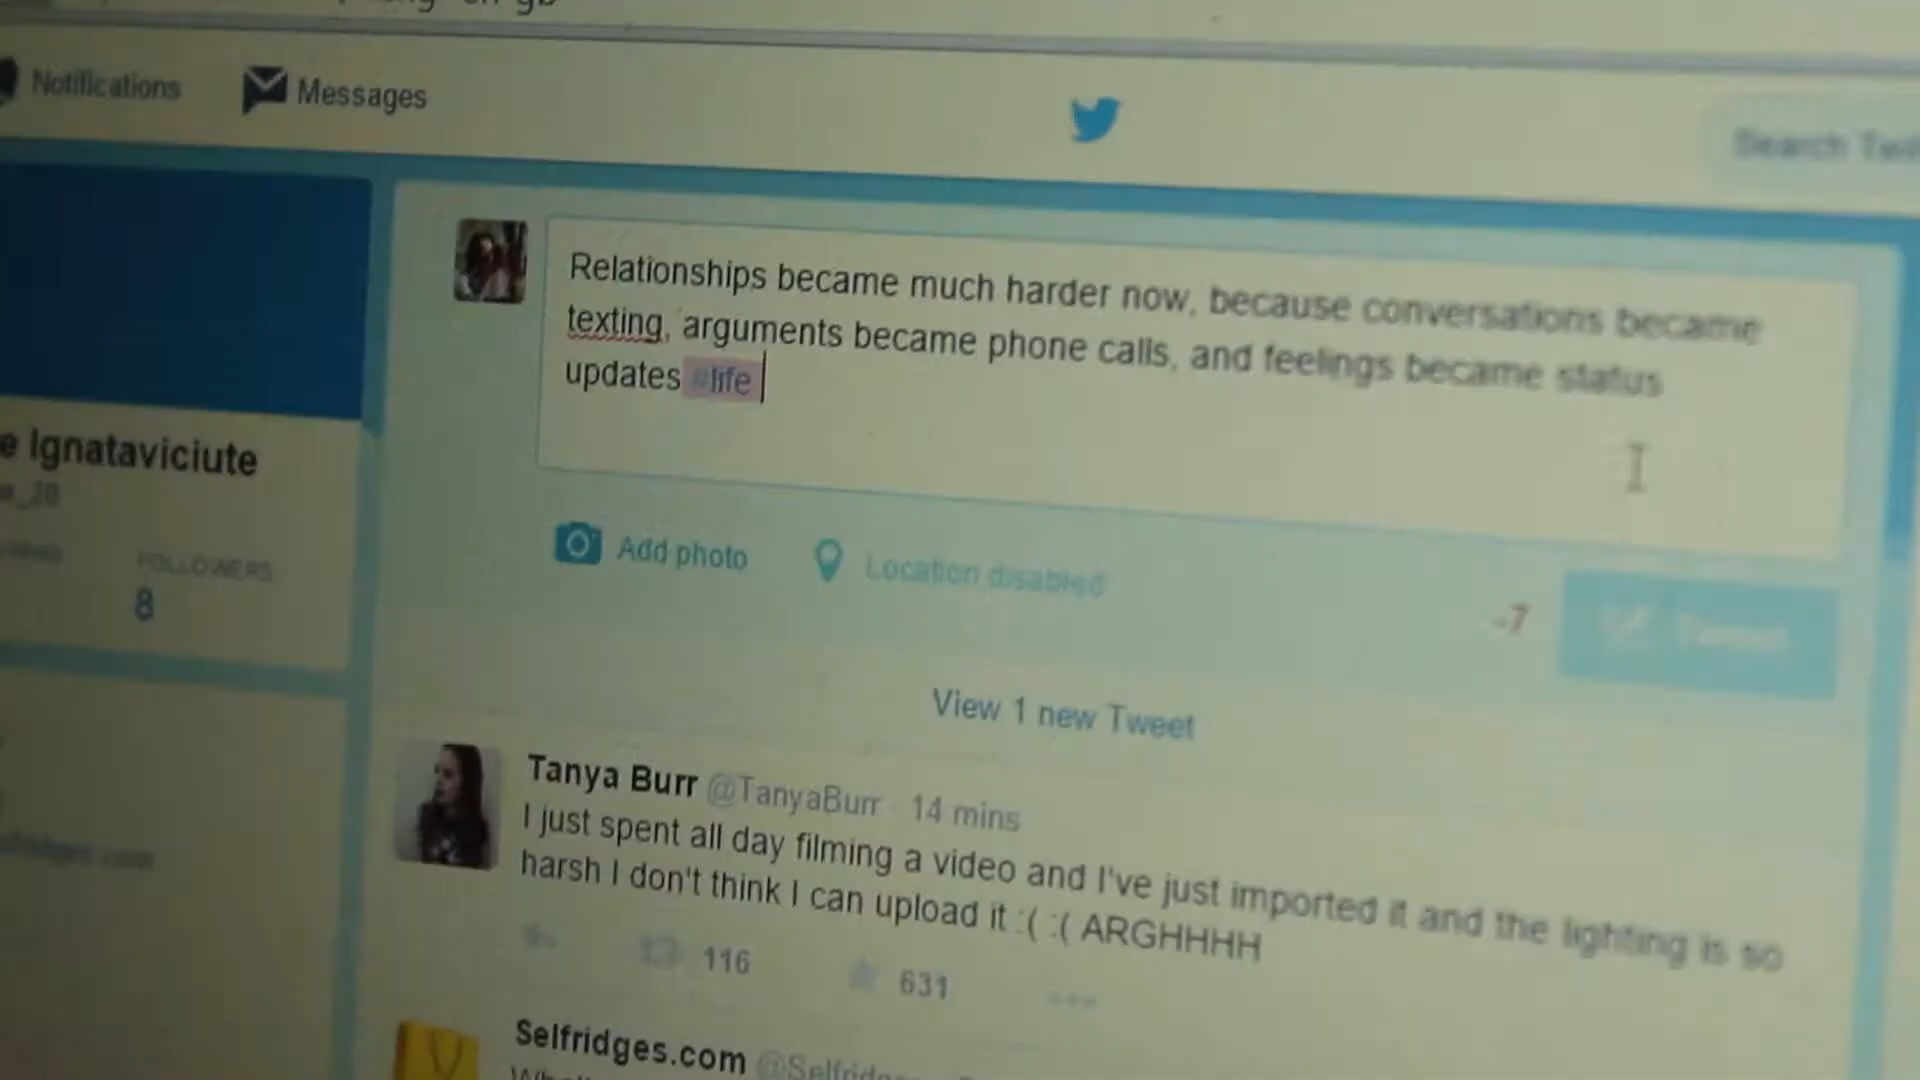 Notifications
Messages
Search Twi
Relationships became much harder now, because conversations became
texting, arguments became phone calls, and feelings became status
updates #life
e Ignataviciute
FOLLOWERS
8
Add photo
Location disabled
-7
Tweet
View 1 new Tweet
Tanya Burr @TanyaBurr · 14 mins
I just spent all day filming a video and I've just imported it and the lighting is so
harsh I don't think I can upload it :( :( ARGHHHH
116
631
Selfridges.com